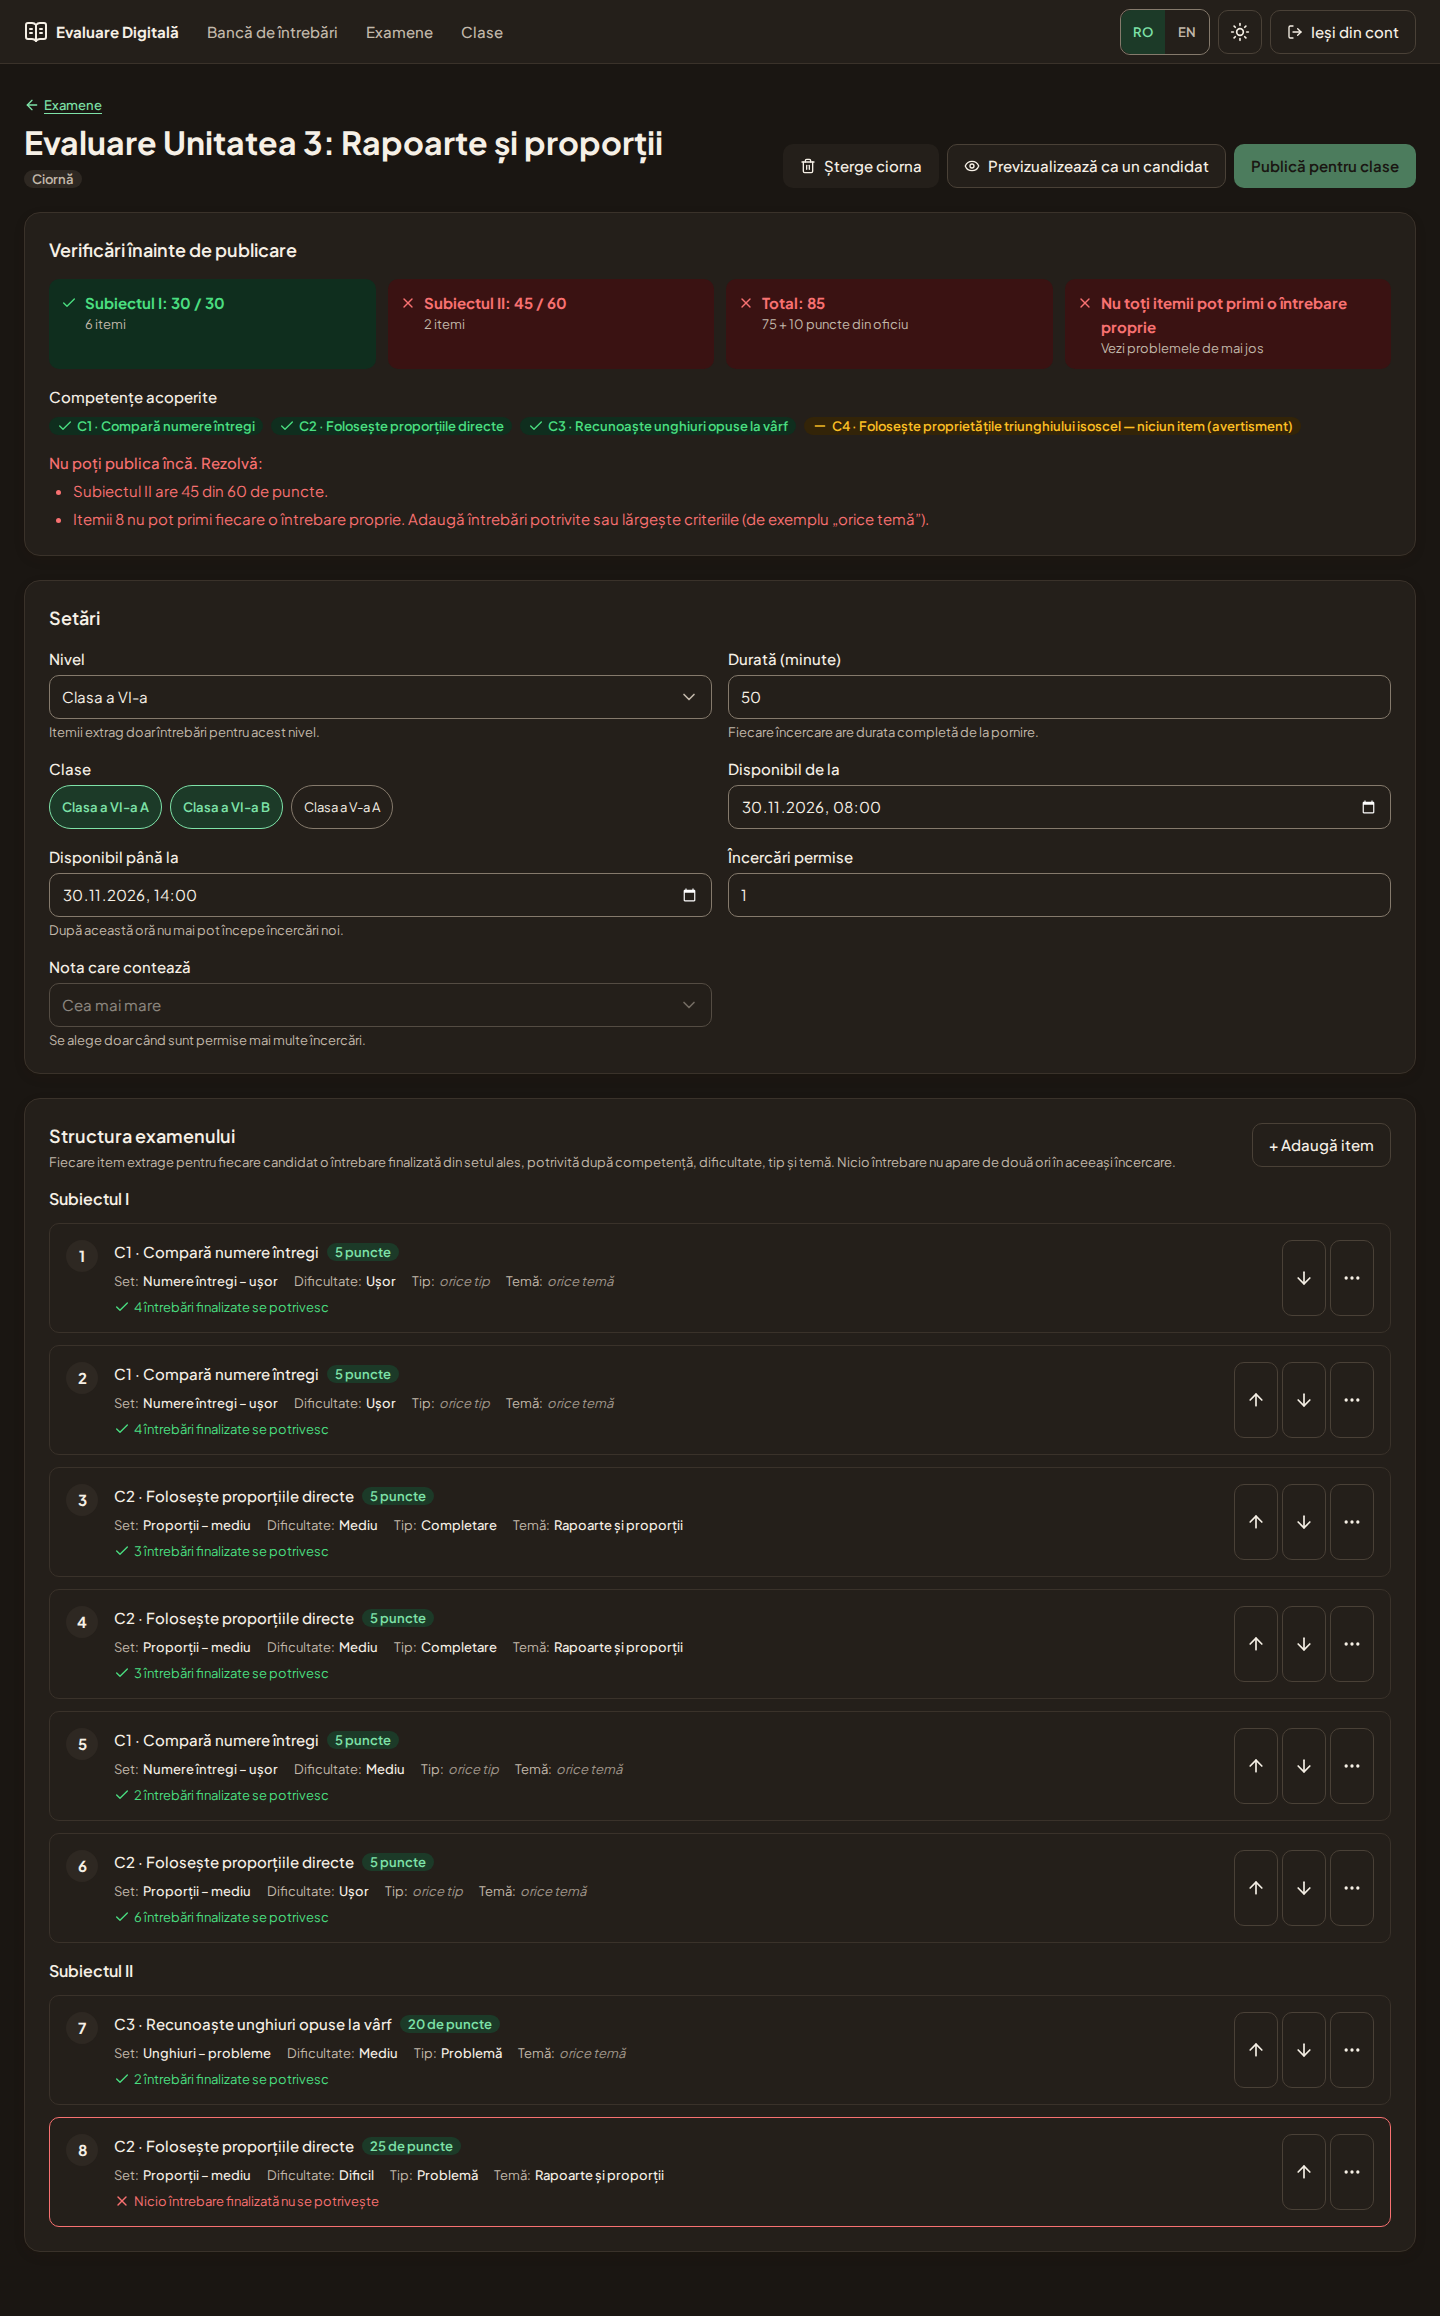 Evaluare Digitală
Bancă de întrebări
Examene
Clase
RO
EN
Ieși din cont
Examene
Evaluare Unitatea 3: Rapoarte și proporții
Ciornă
Șterge ciorna
Previzualizează ca un candidat
Publică pentru clase
Verificări înainte de publicare
Subiectul I: 30 / 30
6 itemi
Subiectul II: 45 / 60
2 itemi
Total: 85
75 + 10 puncte din oficiu
Nu toți itemii pot primi o întrebare
proprie
Vezi problemele de mai jos
Competențe acoperite
C1 · Compară numere întregi
C2 · Folosește proporțiile directe
C3 · Recunoaște unghiuri opuse la vârf
C4 · Folosește proprietățile triunghiului isoscel — niciun item (avertisment)
Nu poți publica încă. Rezolvă:
• Subiectul II are 45 din 60 de puncte.
• Itemii 8 nu pot primi fiecare o întrebare proprie. Adaugă întrebări potrivite sau lărgește criteriile (de exemplu „orice temă”).
Setări
Nivel
Clasa a VI-a
Itemii extrag doar întrebări pentru acest nivel.
Durată (minute)
50
Fiecare încercare are durata completă de la pornire.
Clase
Clasa a VI-a A
Clasa a VI-a B
Clasa a V-a A
Disponibil de la
30.11.2026, 08:00
Disponibil până la
30.11.2026, 14:00
După această oră nu mai pot începe încercări noi.
Încercări permise
1
Nota care contează
Cea mai mare
Se alege doar când sunt permise mai multe încercări.
Structura examenului
+ Adaugă item
Fiecare item extrage pentru fiecare candidat o întrebare finalizată din setul ales, potrivită după competență, dificultate, tip și temă. Nicio întrebare nu apare de două ori în aceeași încercare.
Subiectul I
1
C1 · Compară numere întregi 5 puncte
Set: Numere întregi – ușor Dificultate: Ușor Tip: orice tip Temă: orice temă
4 întrebări finalizate se potrivesc
2
C1 · Compară numere întregi 5 puncte
Set: Numere întregi – ușor Dificultate: Ușor Tip: orice tip Temă: orice temă
4 întrebări finalizate se potrivesc
3
C2 · Folosește proporțiile directe 5 puncte
Set: Proporții – mediu Dificultate: Mediu Tip: Completare Temă: Rapoarte și proporții
3 întrebări finalizate se potrivesc
4
C2 · Folosește proporțiile directe 5 puncte
Set: Proporții – mediu Dificultate: Mediu Tip: Completare Temă: Rapoarte și proporții
3 întrebări finalizate se potrivesc
5
C1 · Compară numere întregi 5 puncte
Set: Numere întregi – ușor Dificultate: Mediu Tip: orice tip Temă: orice temă
2 întrebări finalizate se potrivesc
6
C2 · Folosește proporțiile directe 5 puncte
Set: Proporții – mediu Dificultate: Ușor Tip: orice tip Temă: orice temă
6 întrebări finalizate se potrivesc
Subiectul II
7
C3 · Recunoaște unghiuri opuse la vârf 20 de puncte
Set: Unghiuri – probleme Dificultate: Mediu Tip: Problemă Temă: orice temă
2 întrebări finalizate se potrivesc
8
C2 · Folosește proporțiile directe 25 de puncte
Set: Proporții – mediu Dificultate: Dificil Tip: Problemă Temă: Rapoarte și proporții
Nicio întrebare finalizată nu se potrivește